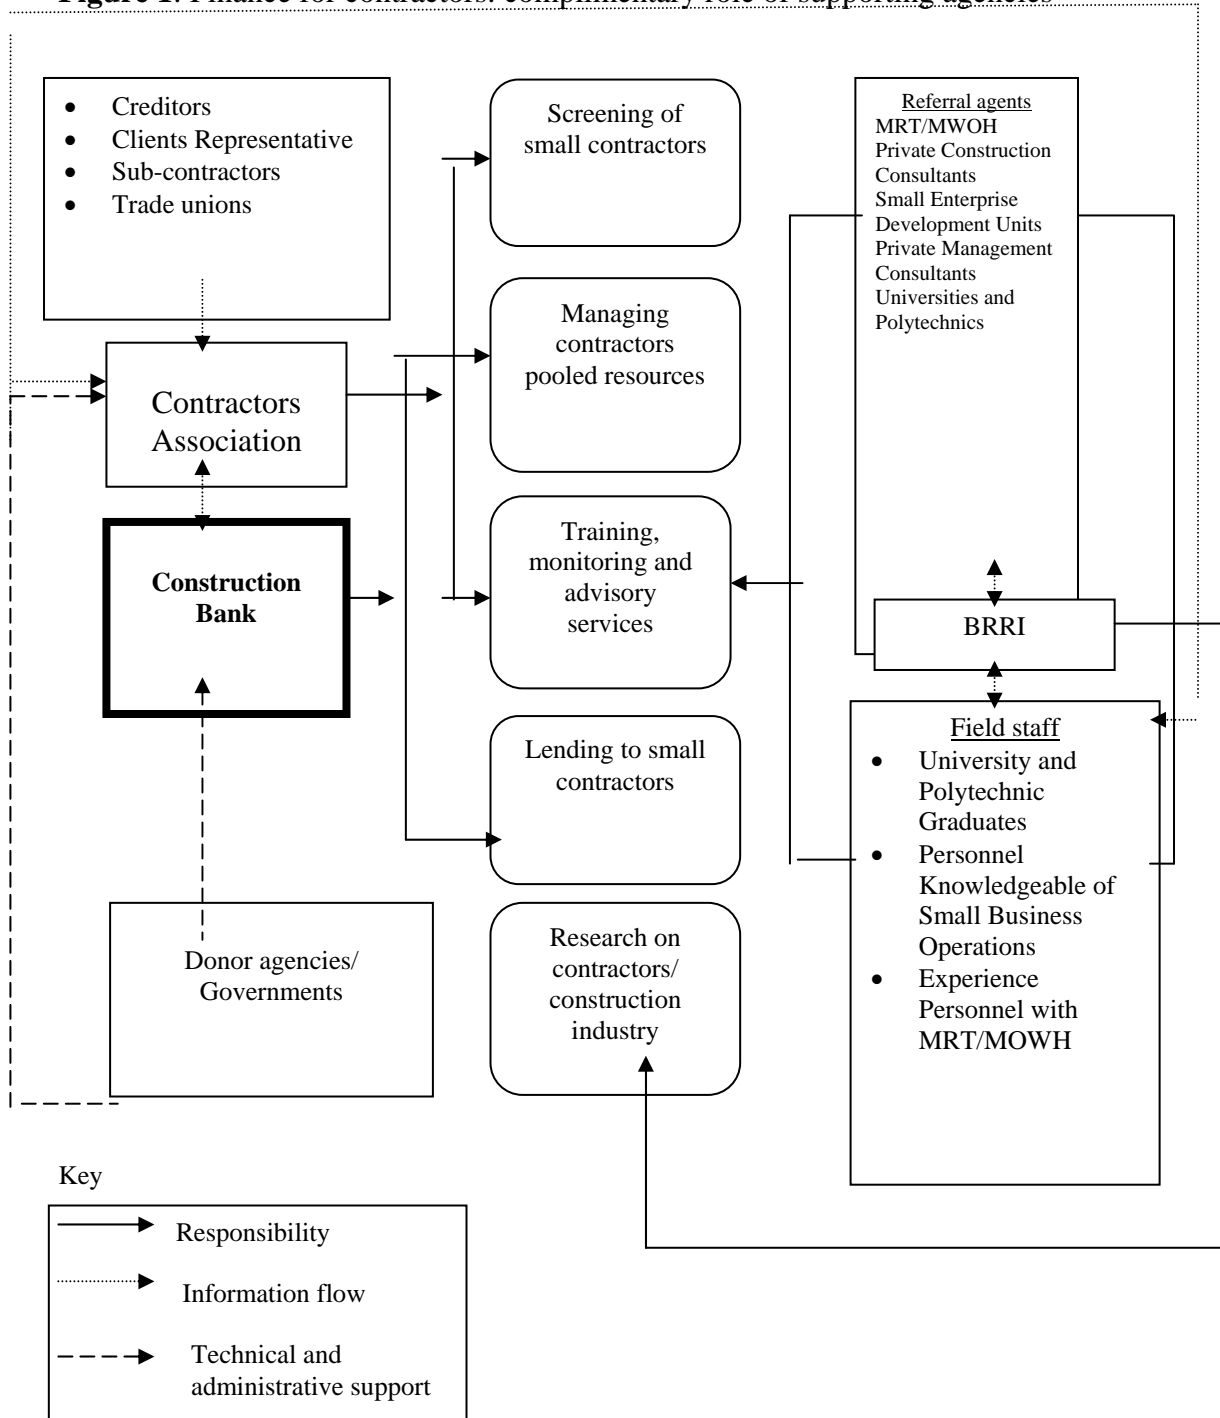 Figure 1: Finance for contractors: complimentary role of supporting agencies
• Creditors
• Clients Representative
• Sub-contractors
• Trade unions
Contractors
Association
Construction
Bank
Donor agencies/
Governments
Screening of
small contractors
Managing
contractors
pooled resources
Training,
monitoring and
advisory
services
Lending to small
contractors
Research on
contractors/
construction
industry
Referral agents
MRT/MWOH
Private Construction
Consultants
Small Enterprise
Development Units
Private Management
Consultants
Universities and
Polytechnics
BRRI
Field staff
• University and
Polytechnic
Graduates
• Personnel
Knowledgeable of
Small Business
Operations
• Experience
Personnel with
MRT/MOWH
Key
Responsibility
Information flow
Technical and
administrative support